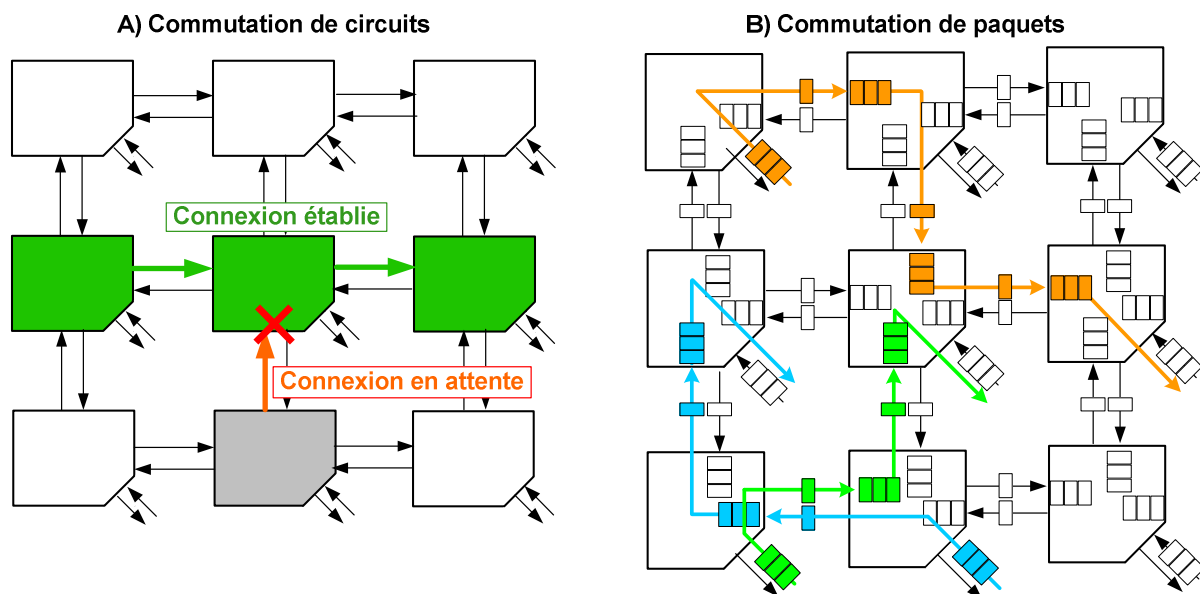 A) Commutation de circuits
B) Commutation de paquets
Connexion établie
Connexion en attente